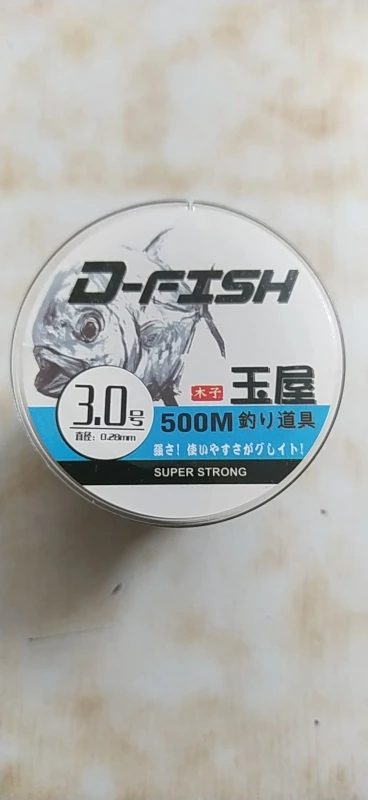 D-FISH
木子 玉屋
3.0号
直径：0.28mm
500M 釣り道具
强さ! 使いやすさがグレイト!
SUPER STRONG